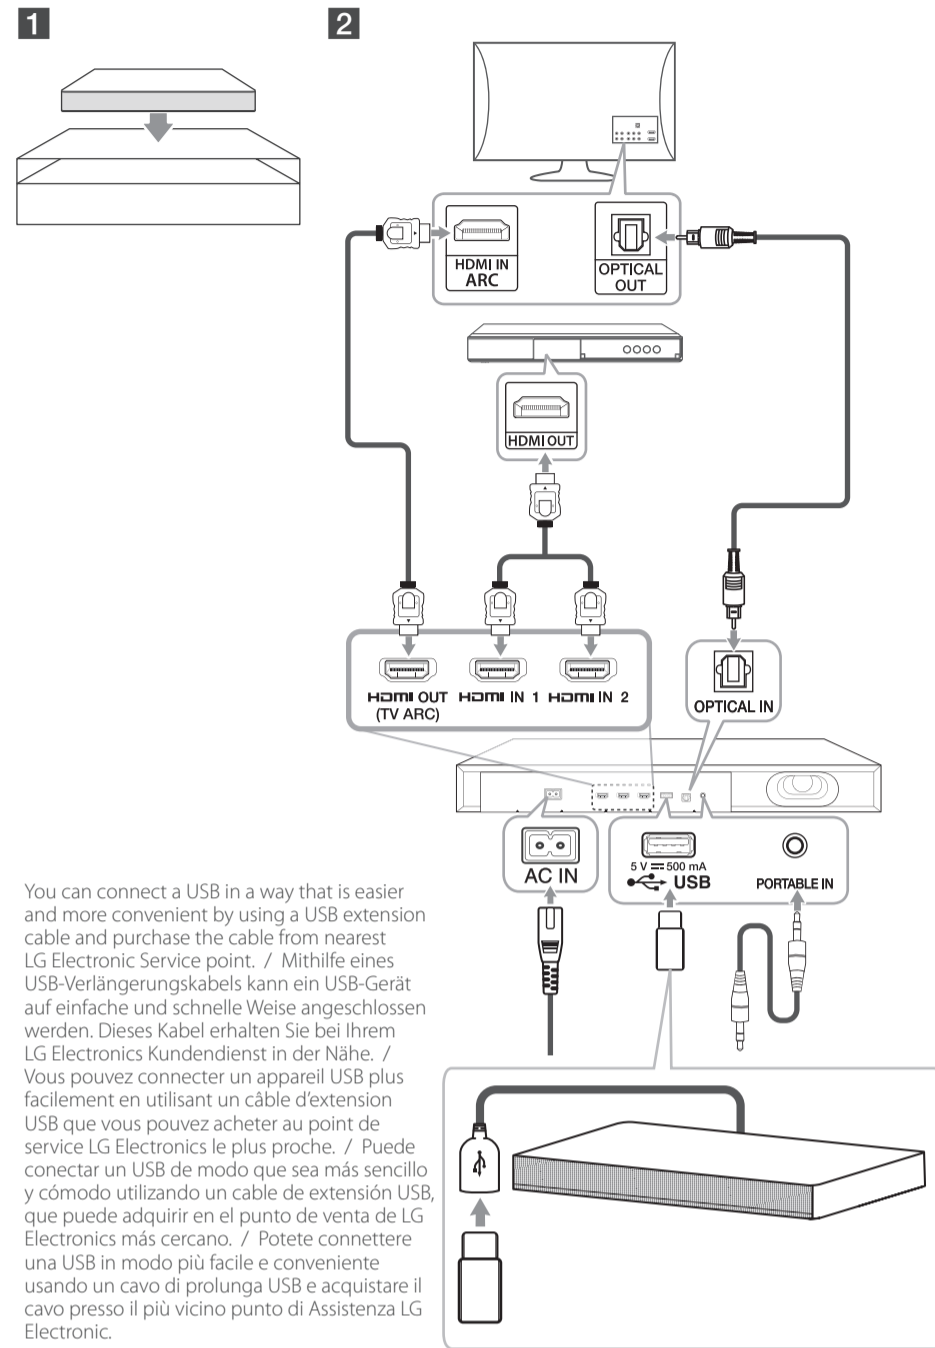 1
2
HDMI IN
ARC
OPTICAL
OUT
HDMI OUT
HDMI OUT
(TV ARC)
HDMI IN 1
HDMI IN 2
OPTICAL IN
AC IN
5 V 500 mA
USB
PORTABLE IN
You can connect a USB in a way that is easier
and more convenient by using a USB extension
cable and purchase the cable from nearest
LG Electronic Service point. / Mithilfe eines
USB-Verlängerungskabels kann ein USB-Gerät
auf einfache und schnelle Weise angeschlossen
werden. Dieses Kabel erhalten Sie bei Ihrem
LG Electronics Kundendienst in der Nähe. /
Vous pouvez connecter un appareil USB plus
facilement en utilisant un câble d'extension
USB que vous pouvez acheter au point de
service LG Electronics le plus proche. / Puede
conectar un USB de modo que sea más sencillo
y cómodo utilizando un cable de extensión USB,
que puede adquirir en el punto de venta de LG
Electronics más cercano. / Potete connettere
una USB in modo più facile e conveniente
usando un cavo di prolunga USB e acquistare il
cavo presso il più vicino punto di Assistenza LG
Electronic.